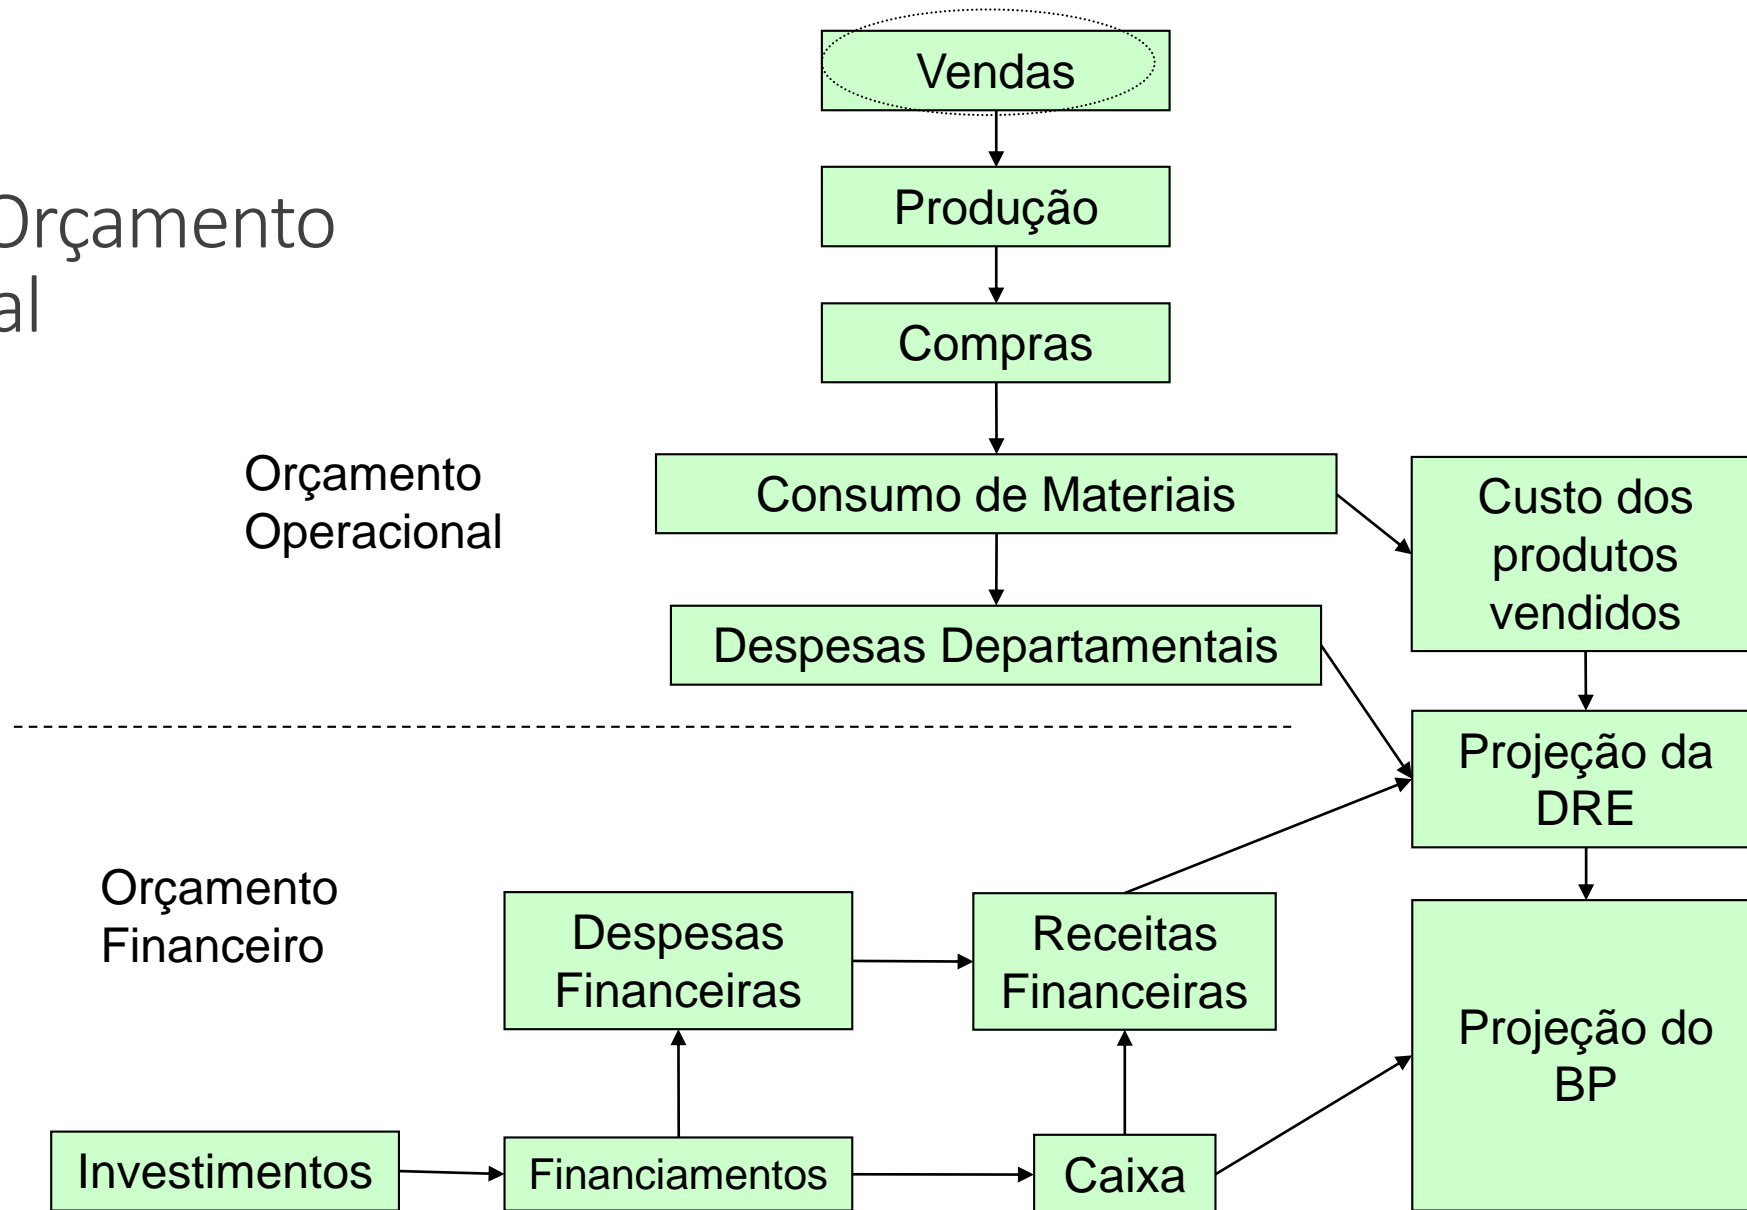 Vendas
Produção
Orçamento
al
Compras
Orçamento
Operacional
Consumo de Materiais
Custo dos
produtos
vendidos
Despesas Departamentais
Projeção da
DRE
Orçamento
Financeiro
Despesas
Financeiras
Receitas
Financeiras
Projeção do
BP
Investimentos
Financiamentos
Caixa